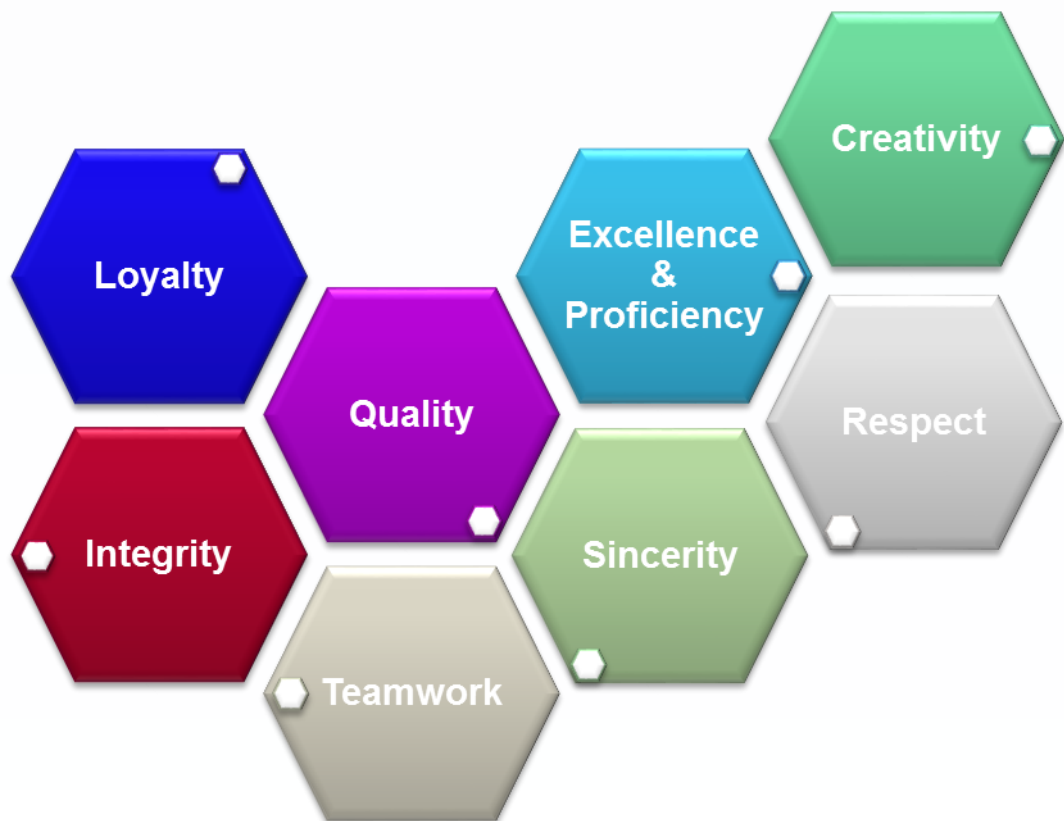 Creativity
Loyalty
Excellence
&
Proficiency
Quality
Respect
Integrity
Sincerity
Teamwork